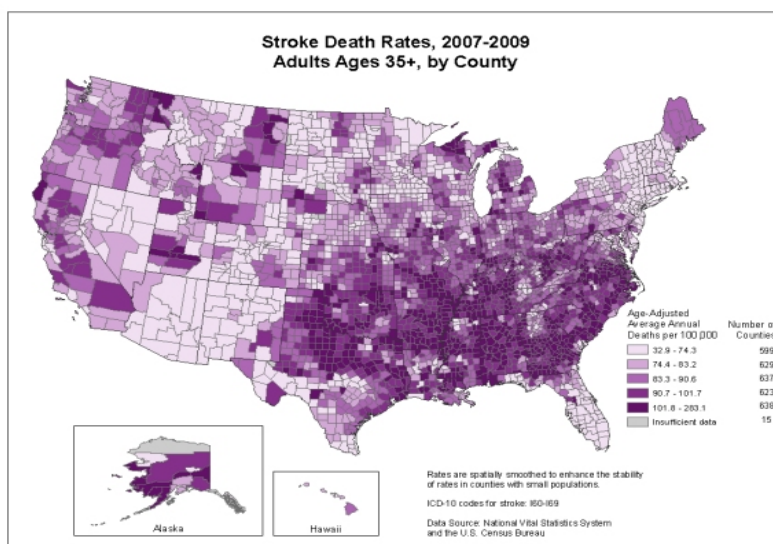 Stroke Death Rates, 2007-2009
Adults Ages 35+, by County
Age-Adjusted
Average Annual
Deaths per 100,000
Number o
Counties
32.9 - 74.3 599
74.4 - 83.2 629
83.3 - 90.6 637
90.7 - 101.7 623
101.8 - 283.1 638
Insufficient data 15
Rates are spatially smoothed to enhance the stability
of rates in counties with small populations.
ICD-10 codes for stroke: I60-I69
Data Source: National Vital Statistics System
and the U.S. Census Bureau
Alaska
Hawaii